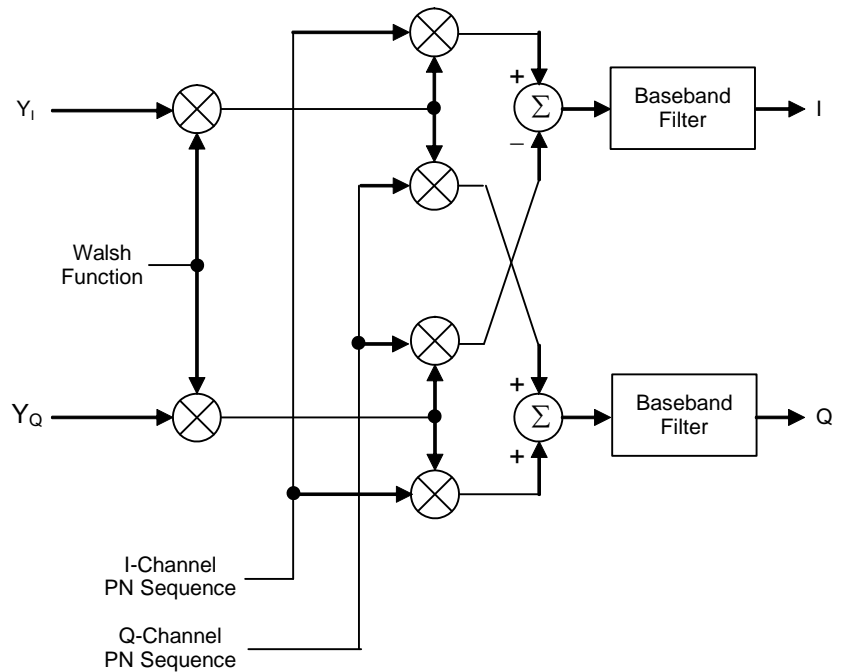 Y_I
Walsh
Function
Y_Q
I-Channel
PN Sequence
Q-Channel
PN Sequence
+
Σ
−
Baseband
Filter
I
+
Σ
+
Baseband
Filter
Q